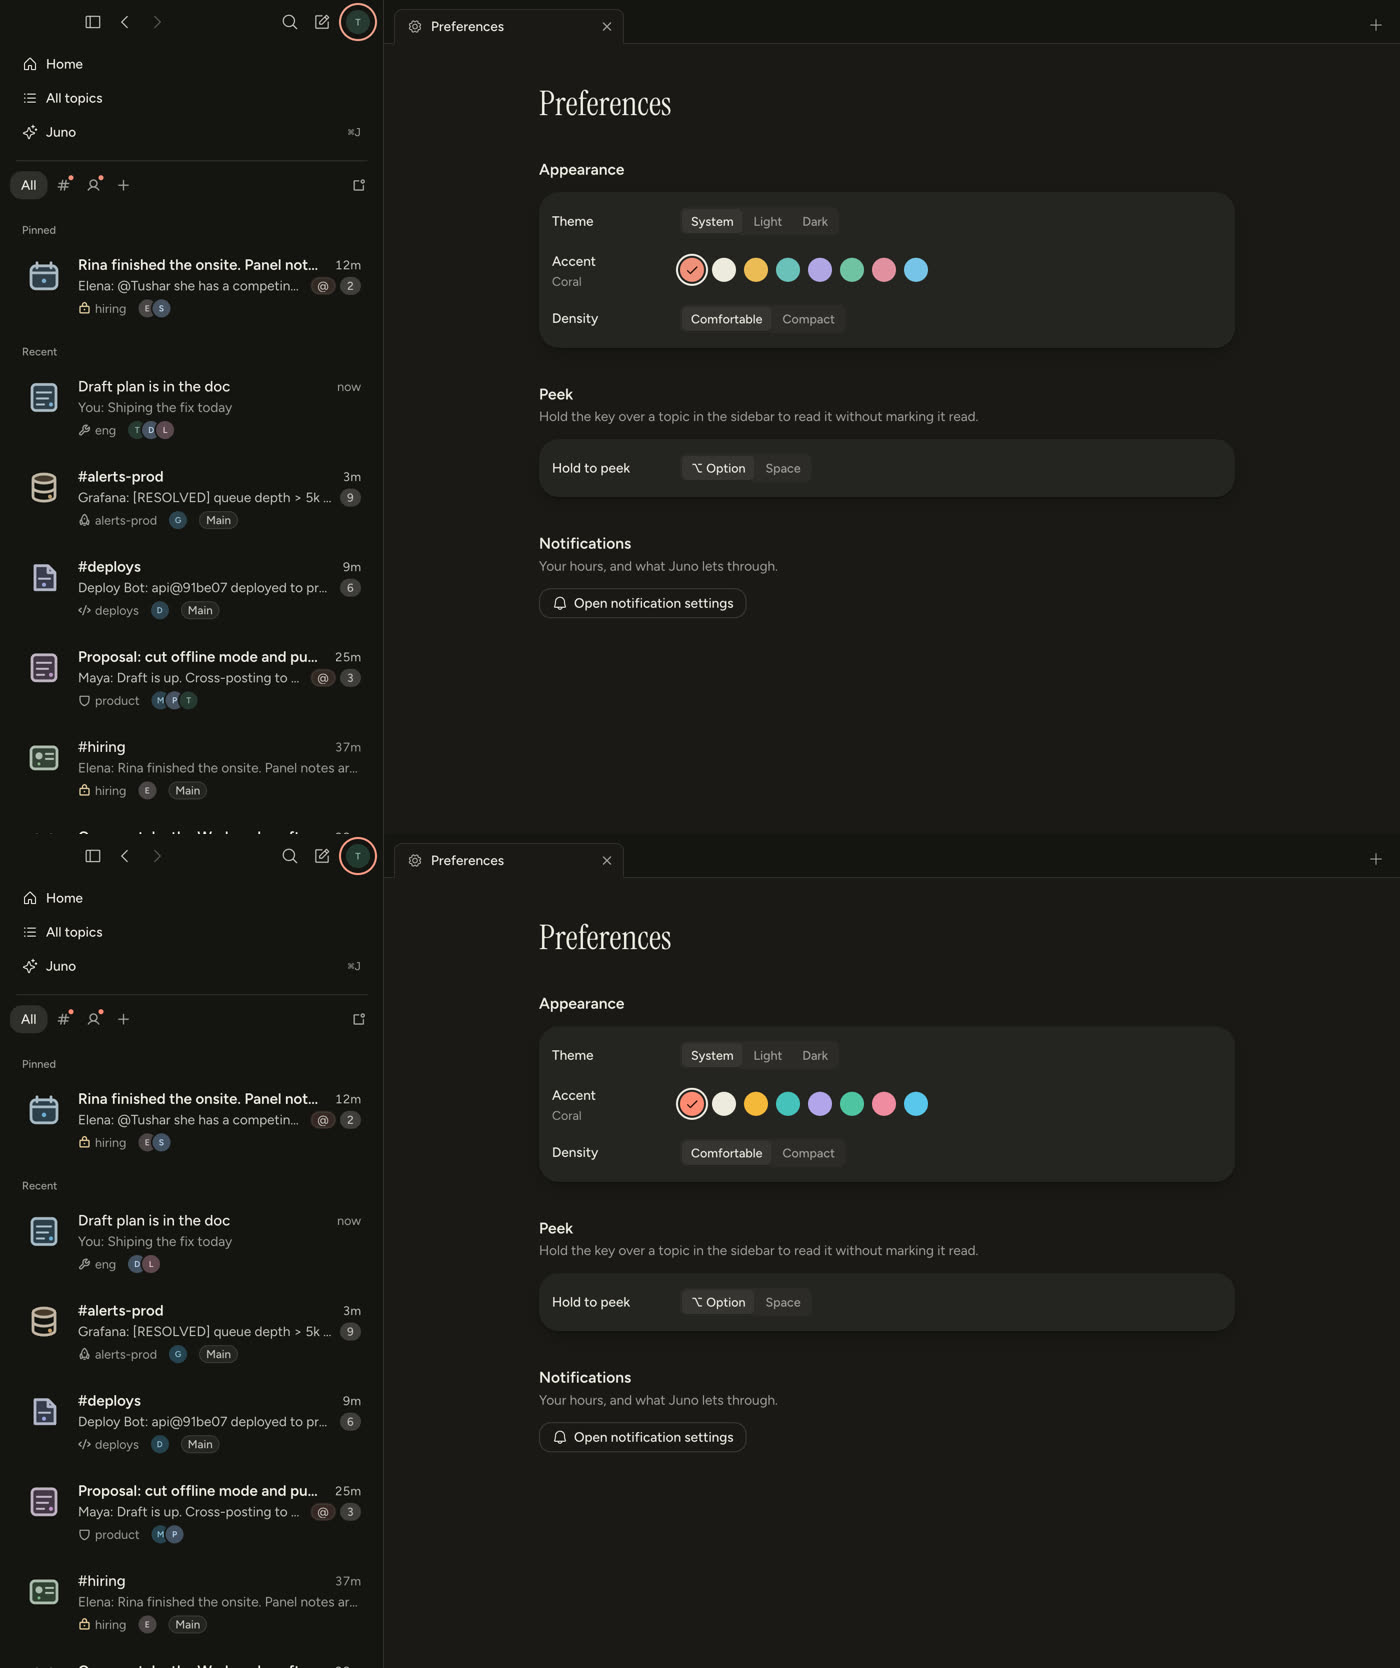 T
Preferences
Home
All topics
Juno ⌘J
All
Pinned
Rina finished the onsite. Panel not... 12m
Elena: @Tushar she has a competin... @ 2
hiring E S
Recent
Draft plan is in the doc now
You: Shiping the fix today
eng T D L
#alerts-prod 3m
Grafana: [RESOLVED] queue depth > 5k ... 9
alerts-prod G Main
#deploys 9m
Deploy Bot: api@91be07 deployed to pr... 6
deploys D Main
Proposal: cut offline mode and pu... 25m
Maya: Draft is up. Cross-posting to ... @ 3
product M P T
#hiring 37m
Elena: Rina finished the onsite. Panel notes ar...
hiring E Main
Preferences
Appearance
Theme System Light Dark
Accent
Coral
Density Comfortable Compact
Peek
Hold the key over a topic in the sidebar to read it without marking it read.
Hold to peek ⌥ Option Space
Notifications
Your hours, and what Juno lets through.
Open notification settings
T
Preferences
Home
All topics
Juno ⌘J
All
Pinned
Rina finished the onsite. Panel not... 12m
Elena: @Tushar she has a competin... @ 2
hiring E S
Recent
Draft plan is in the doc now
You: Shiping the fix today
eng D L
#alerts-prod 3m
Grafana: [RESOLVED] queue depth > 5k ... 9
alerts-prod G Main
#deploys 9m
Deploy Bot: api@91be07 deployed to pr... 6
deploys D Main
Proposal: cut offline mode and pu... 25m
Maya: Draft is up. Cross-posting to ... @ 3
product M P
#hiring 37m
Elena: Rina finished the onsite. Panel notes ar...
hiring E Main
Preferences
Appearance
Theme System Light Dark
Accent
Coral
Density Comfortable Compact
Peek
Hold the key over a topic in the sidebar to read it without marking it read.
Hold to peek ⌥ Option Space
Notifications
Your hours, and what Juno lets through.
Open notification settings